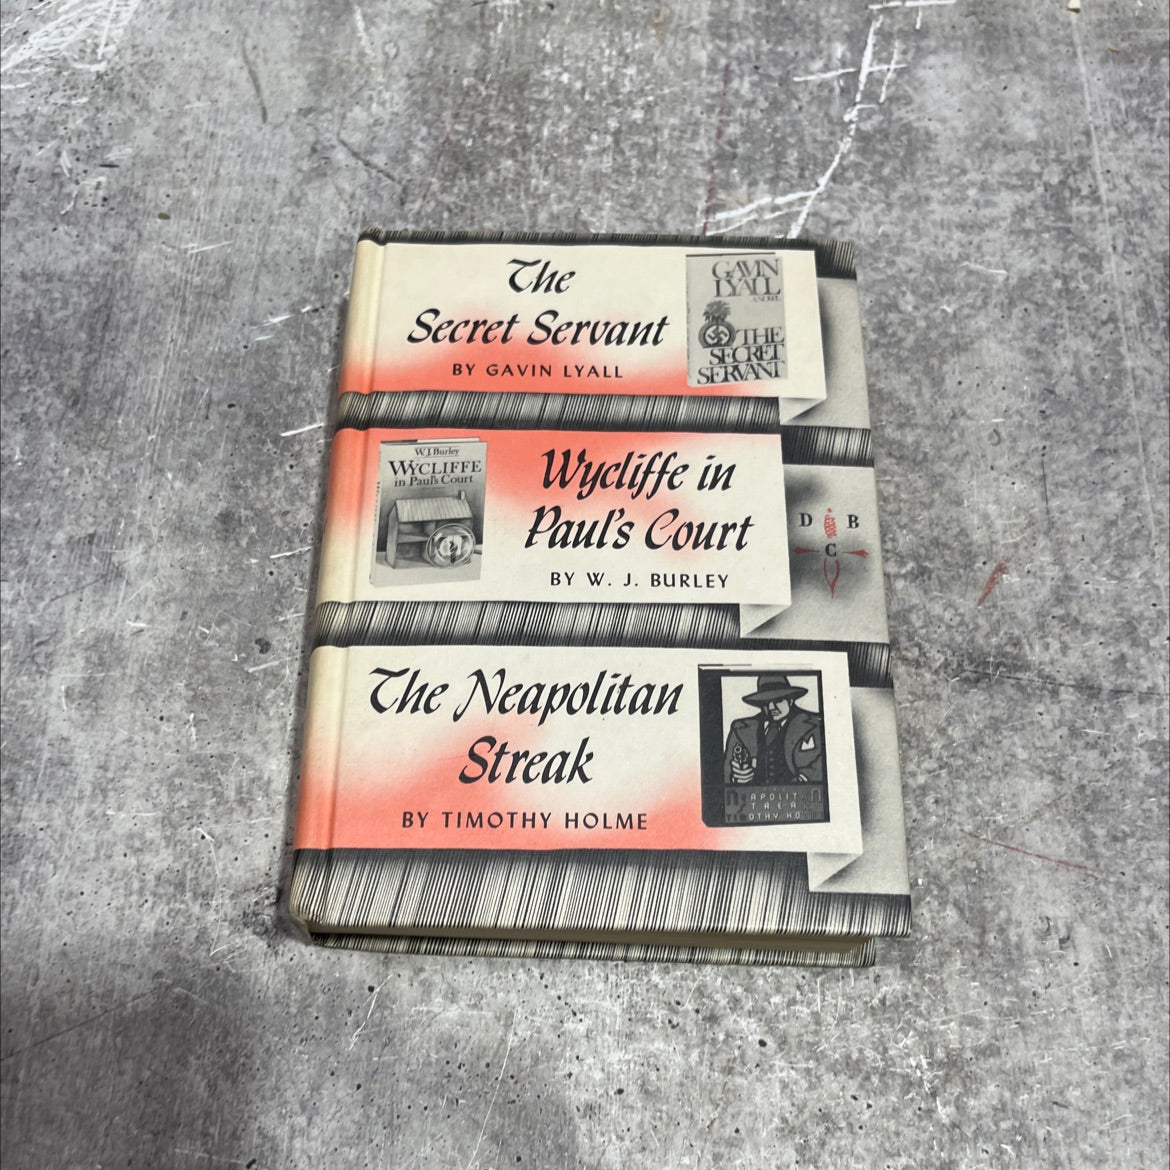 The
Secret Servant
BY GAVIN LYALL
GAVIN
LYALL
A NOVEL
THE
SECRET
SERVANT
W.J. Burley
WYCLIFFE
in Paul's Court
Wycliffe in
Paul's Court
BY W. J. BURLEY
D B
C
The Neapolitan
Streak
BY TIMOTHY HOLME